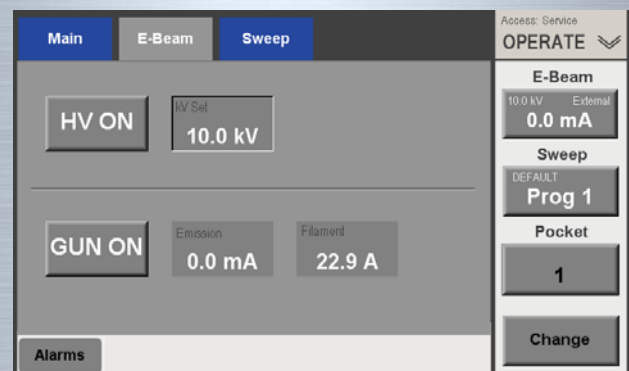 Main
E-Beam
Sweep
HV ON
kV Set
10.0 kV
GUN ON
Emission
0.0 mA
Filament
22.9 A
Alarms
Access: Service
OPERATE
E-Beam
10.0 kV External
0.0 mA
Sweep
DEFAULT
Prog 1
Pocket
1
Change